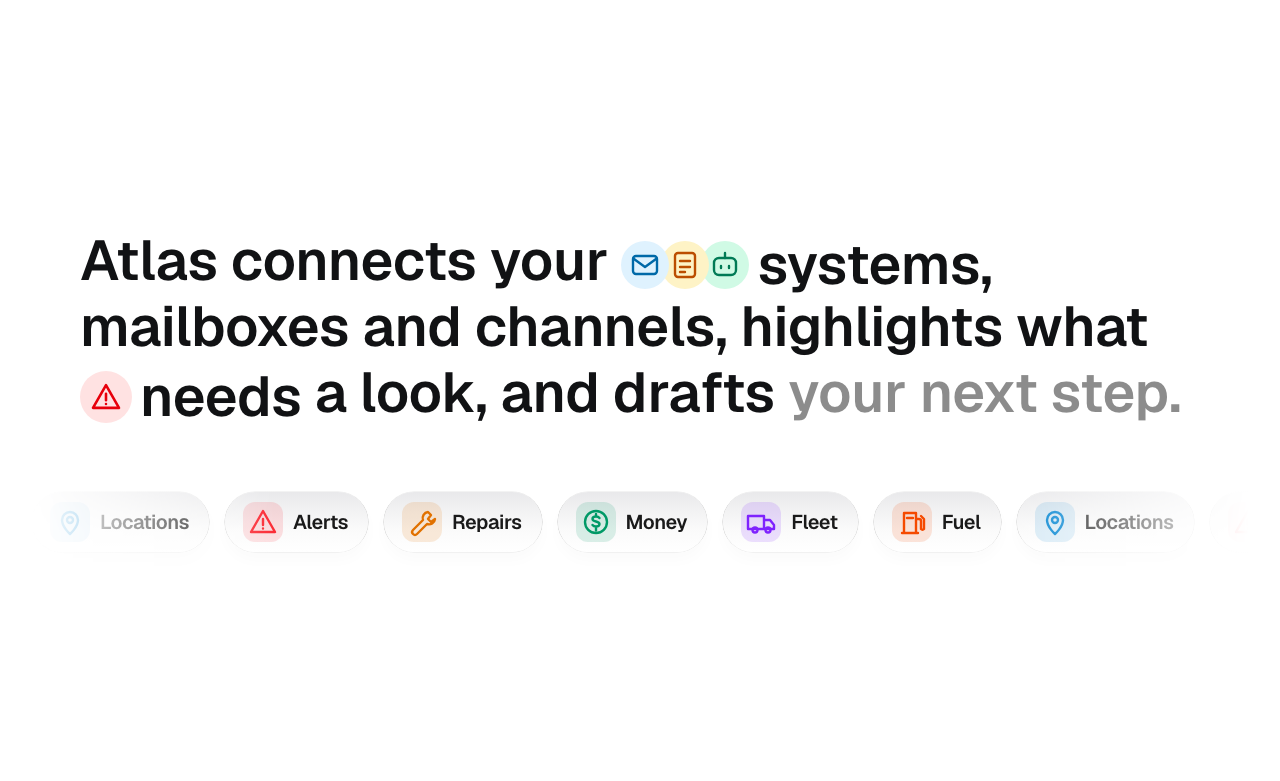 Atlas connects your systems,
mailboxes and channels, highlights what
needs a look, and drafts your next step.
Locations Alerts Repairs Money Fleet Fuel Locations